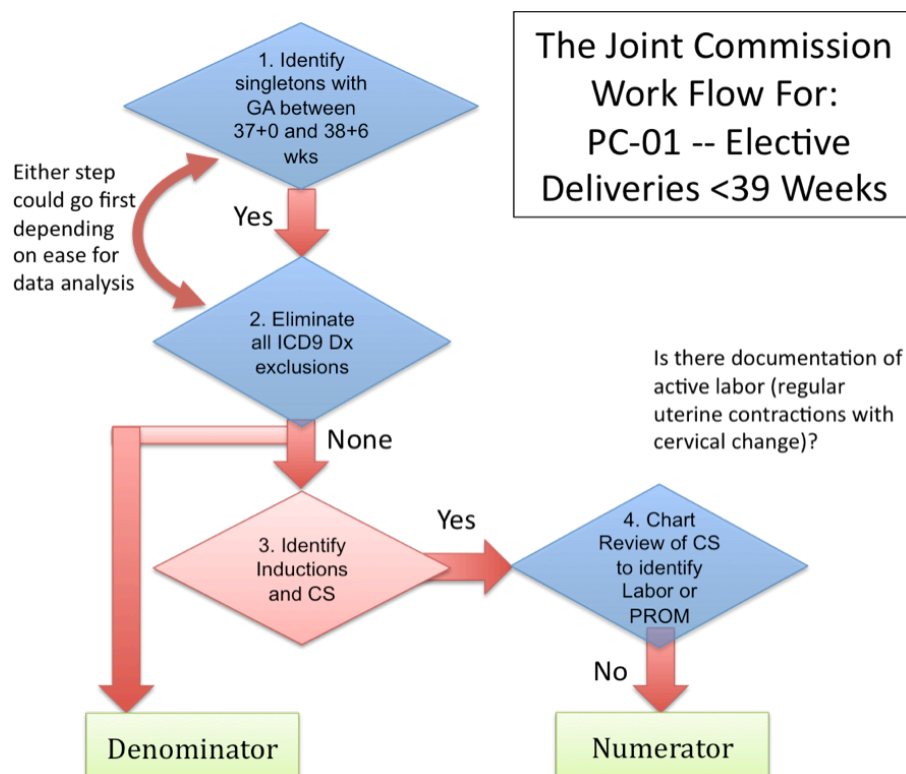 The Joint Commission
Work Flow For:
PC-01 -- Elective
Deliveries <39 Weeks
1. Identify
singletons with
GA between
37+0 and 38+6
wks
Either step
could go first
depending
on ease for
data analysis
Yes
2. Eliminate
all ICD9 Dx
exclusions
Is there documentation of
active labor (regular
uterine contractions with
cervical change)?
None
3. Identify
Inductions
and CS
Yes
4. Chart
Review of CS
to identify
Labor or
PROM
No
Denominator
Numerator